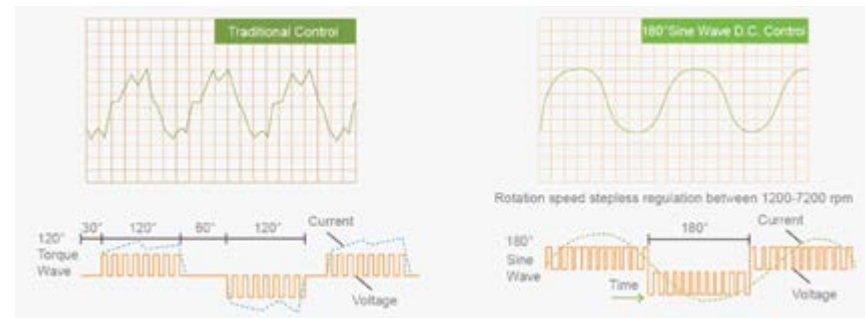 Traditional Control
180°Sine Wave D.C. Control
Rotation speed stepless regulation between 1200-7200 rpm
30° 120° 60° 120° Current
120°
Torque
Wave
Voltage
180° Current
180°
Sine
Wave
Time
Voltage